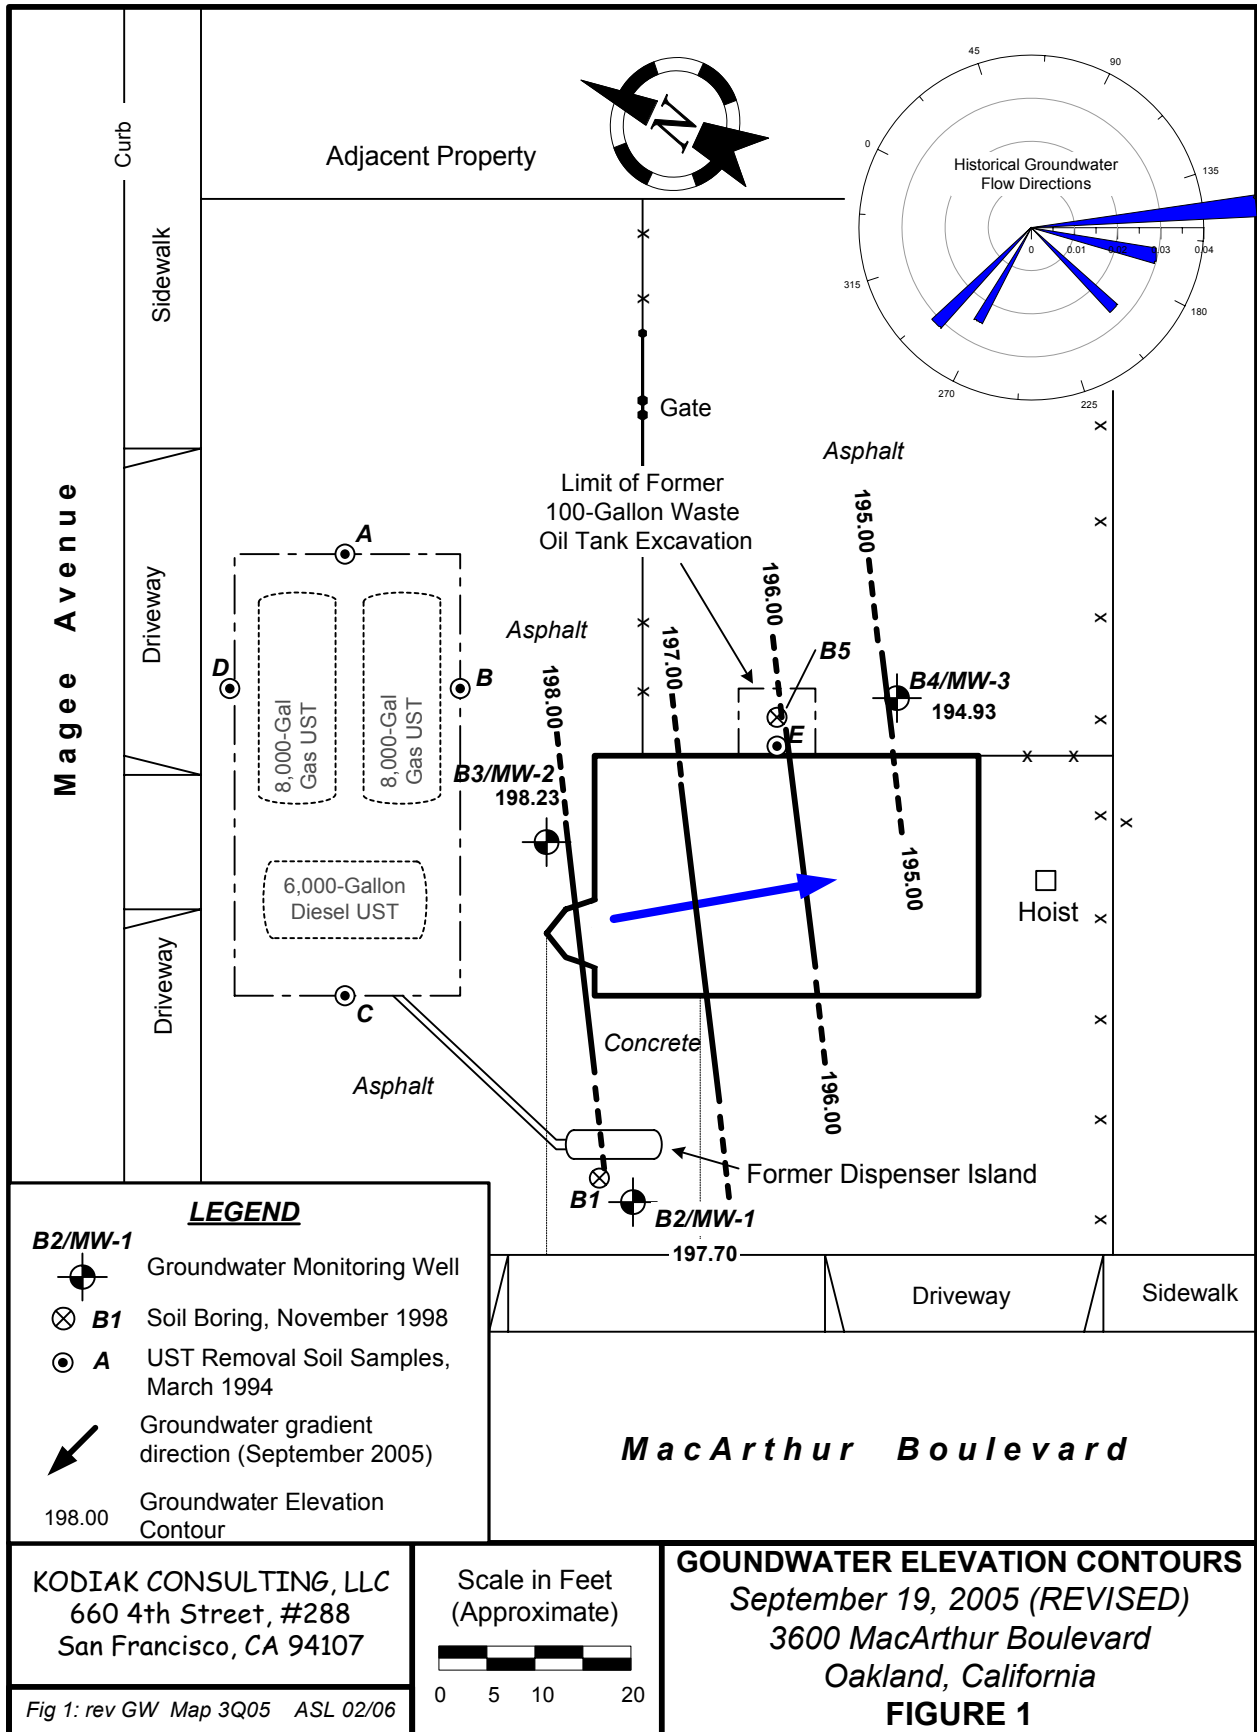 Curb
Sidewalk
Magee Avenue
Driveway
Driveway
Adjacent Property
N
Historical Groundwater
Flow Directions
0
45
90
135
180
225
270
315
0
0.01
0.02
0.03
0.04
Gate
Asphalt
Limit of Former
100-Gallon Waste
Oil Tank Excavation
195.00
196.00
197.00
198.00
Asphalt
A
D
B
8,000-Gal
Gas UST
8,000-Gal
Gas UST
6,000-Gallon
Diesel UST
C
B5
E
B4/MW-3
194.93
B3/MW-2
198.23
195.00
Hoist
Concrete
196.00
Asphalt
Former Dispenser Island
B1
B2/MW-1
197.70
Driveway
Sidewalk
MacArthur Boulevard
LEGEND
B2/MW-1
Groundwater Monitoring Well
B1 Soil Boring, November 1998
A UST Removal Soil Samples,
March 1994
Groundwater gradient
direction (September 2005)
198.00 Groundwater Elevation
Contour
KODIAK CONSULTING, LLC
660 4th Street, #288
San Francisco, CA 94107
Fig 1: rev GW Map 3Q05 ASL 02/06
Scale in Feet
(Approximate)
0 5 10 20
GOUNDWATER ELEVATION CONTOURS
September 19, 2005 (REVISED)
3600 MacArthur Boulevard
Oakland, California
FIGURE 1